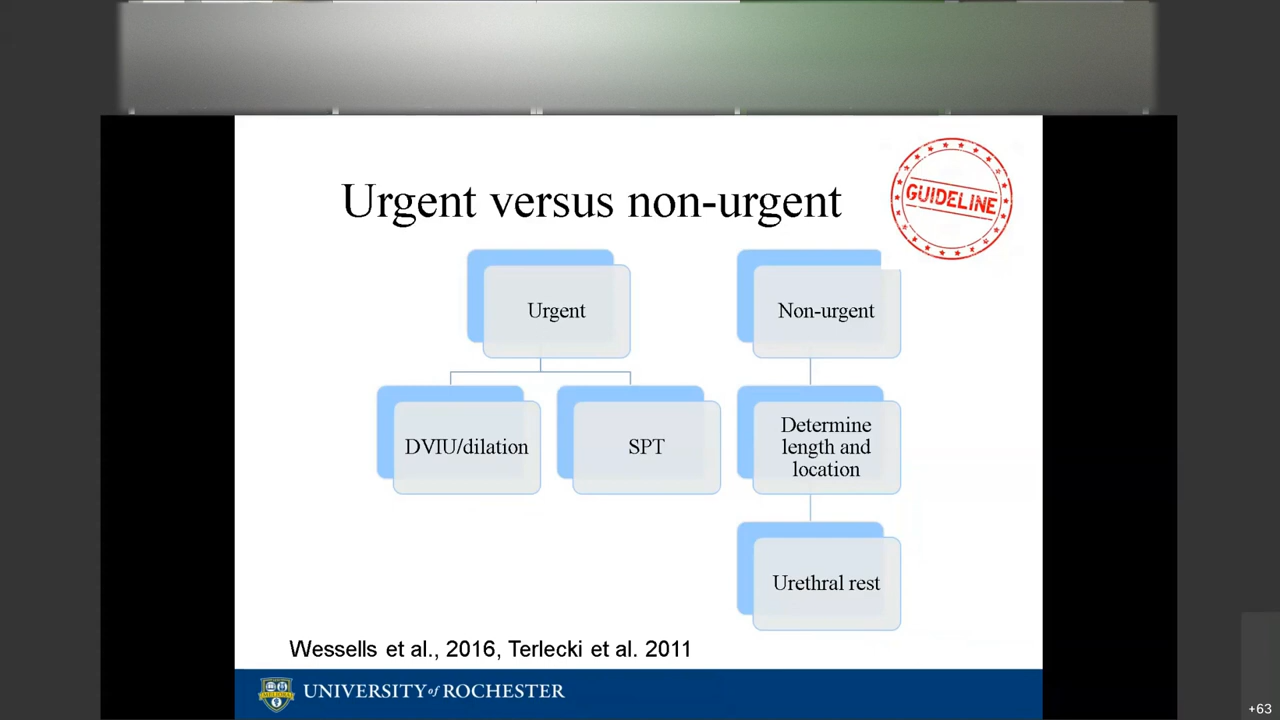 Urgent versus non-urgent
GUIDELINE
Urgent
Non-urgent
DVIU/dilation
SPT
Determine
length and
location
Urethral rest
Wessells et al., 2016, Terlecki et al. 2011
UNIVERSITY of ROCHESTER
+63